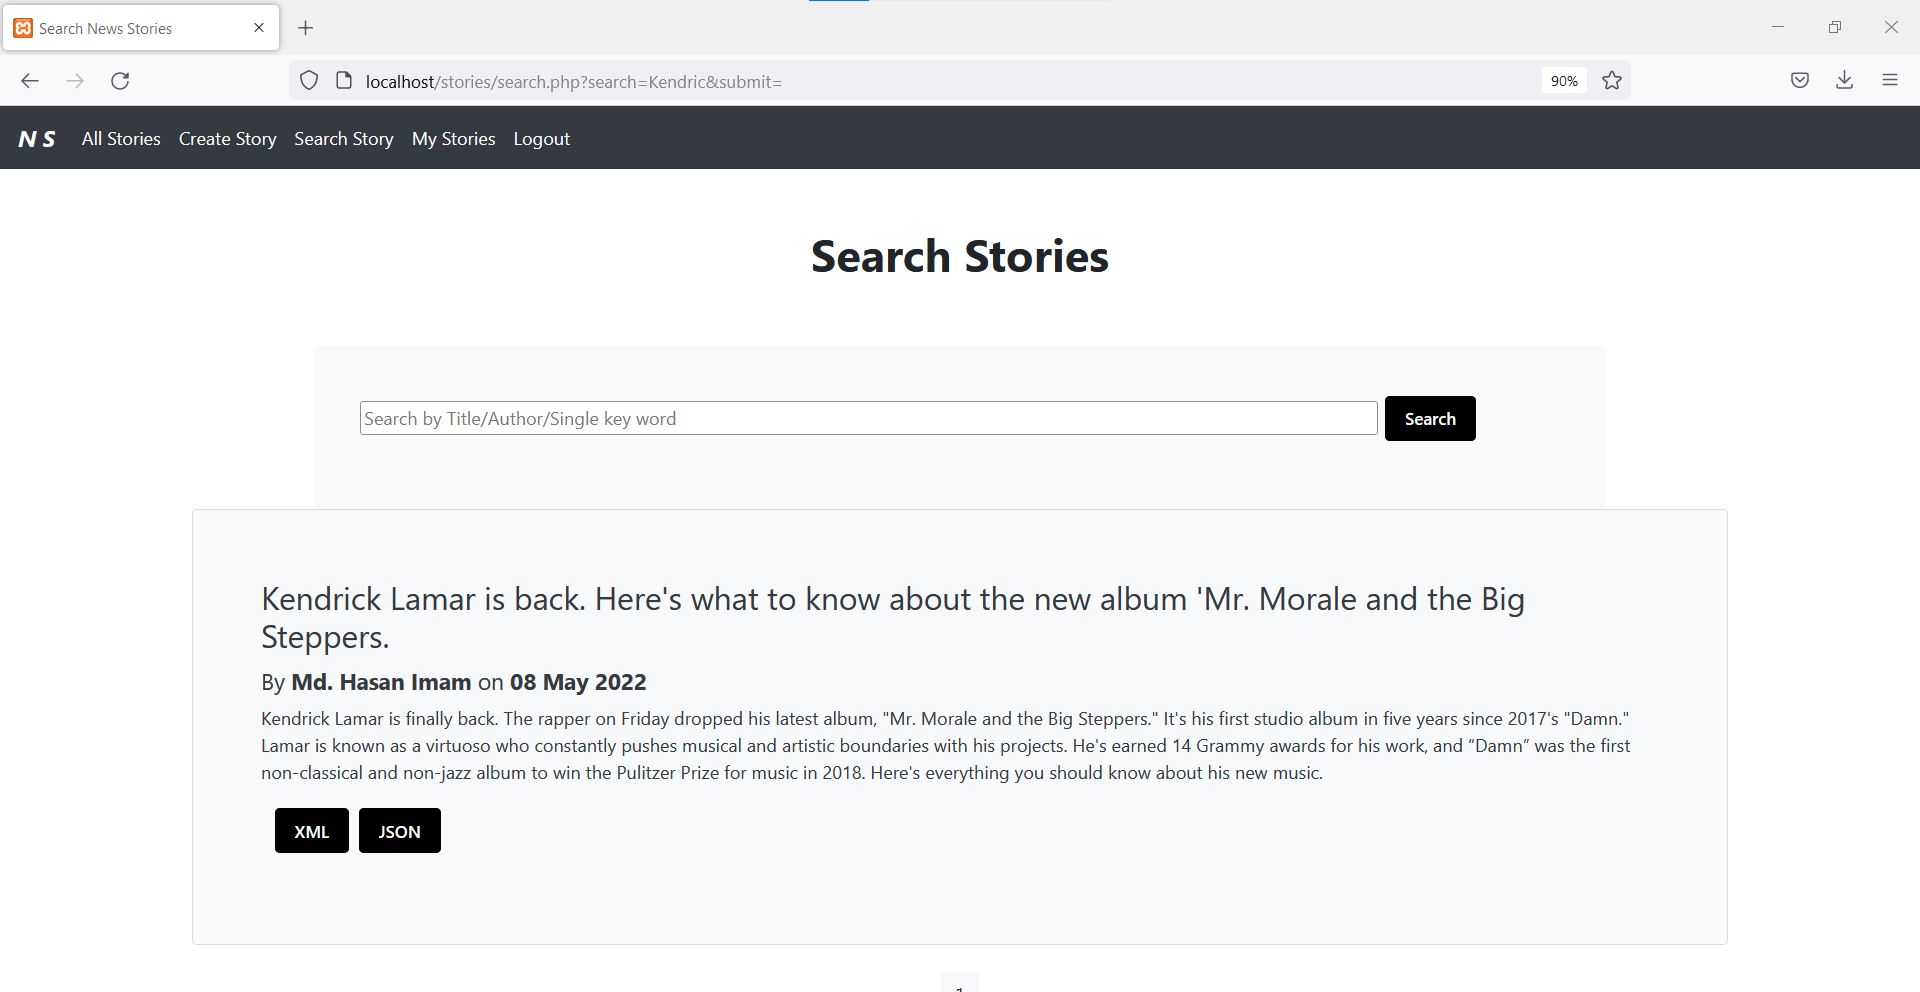 Search News Stories
localhost/stories/search.php?search=Kendric&submit=
90%
N S All Stories Create Story Search Story My Stories Logout
Search Stories
Search by Title/Author/Single key word Search
Kendrick Lamar is back. Here's what to know about the new album 'Mr. Morale and the Big
Steppers.
By Md. Hasan Imam on 08 May 2022
Kendrick Lamar is finally back. The rapper on Friday dropped his latest album, "Mr. Morale and the Big Steppers." It's his first studio album in five years since 2017's "Damn."
Lamar is known as a virtuoso who constantly pushes musical and artistic boundaries with his projects. He's earned 14 Grammy awards for his work, and “Damn” was the first
non-classical and non-jazz album to win the Pulitzer Prize for music in 2018. Here's everything you should know about his new music.
XML JSON
1